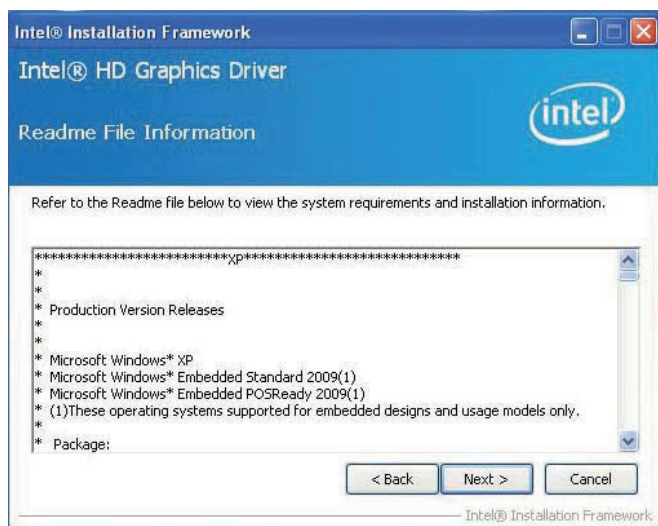 Intel® Installation Framework
Intel® HD Graphics Driver
intel
Readme File Information
Refer to the Readme file below to view the system requirements and installation information.
*************************XP****************************
*
*
* Production Version Releases
*
*
* Microsoft Windows* XP
* Microsoft Windows* Embedded Standard 2009(1)
* Microsoft Windows* Embedded POSReady 2009(1)
* (1)These operating systems supported for embedded designs and usage models only.
*
* Package:
< Back Next > Cancel
Intel® Installation Framework